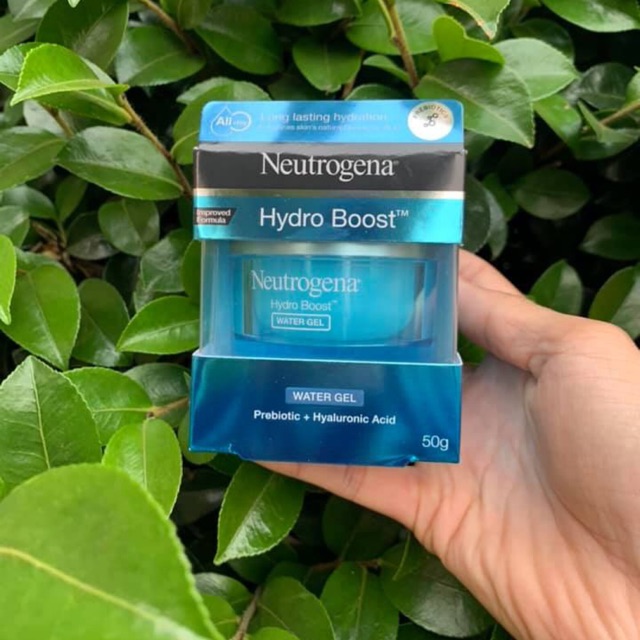 All
Long lasting hydration
PREBIOTICS
Neutrogena
Improved
Formula
Hydro Boost™
Neutrogena
Hydro Boost™
WATER GEL
WATER GEL
Prebiotic + Hyaluronic Acid
50g